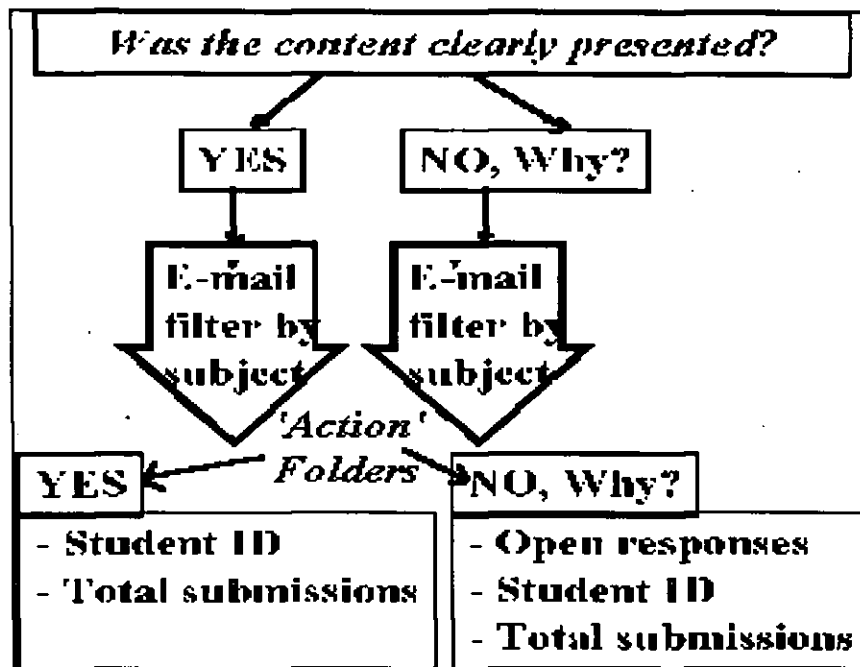 Was the content clearly presented?
YES
NO, Why?
E-mail
filter by
subject
E-mail
filter by
subject
'Action'
Folders
YES
- Student ID
- Total submissions
NO, Why?
- Open responses
- Student ID
- Total submissions